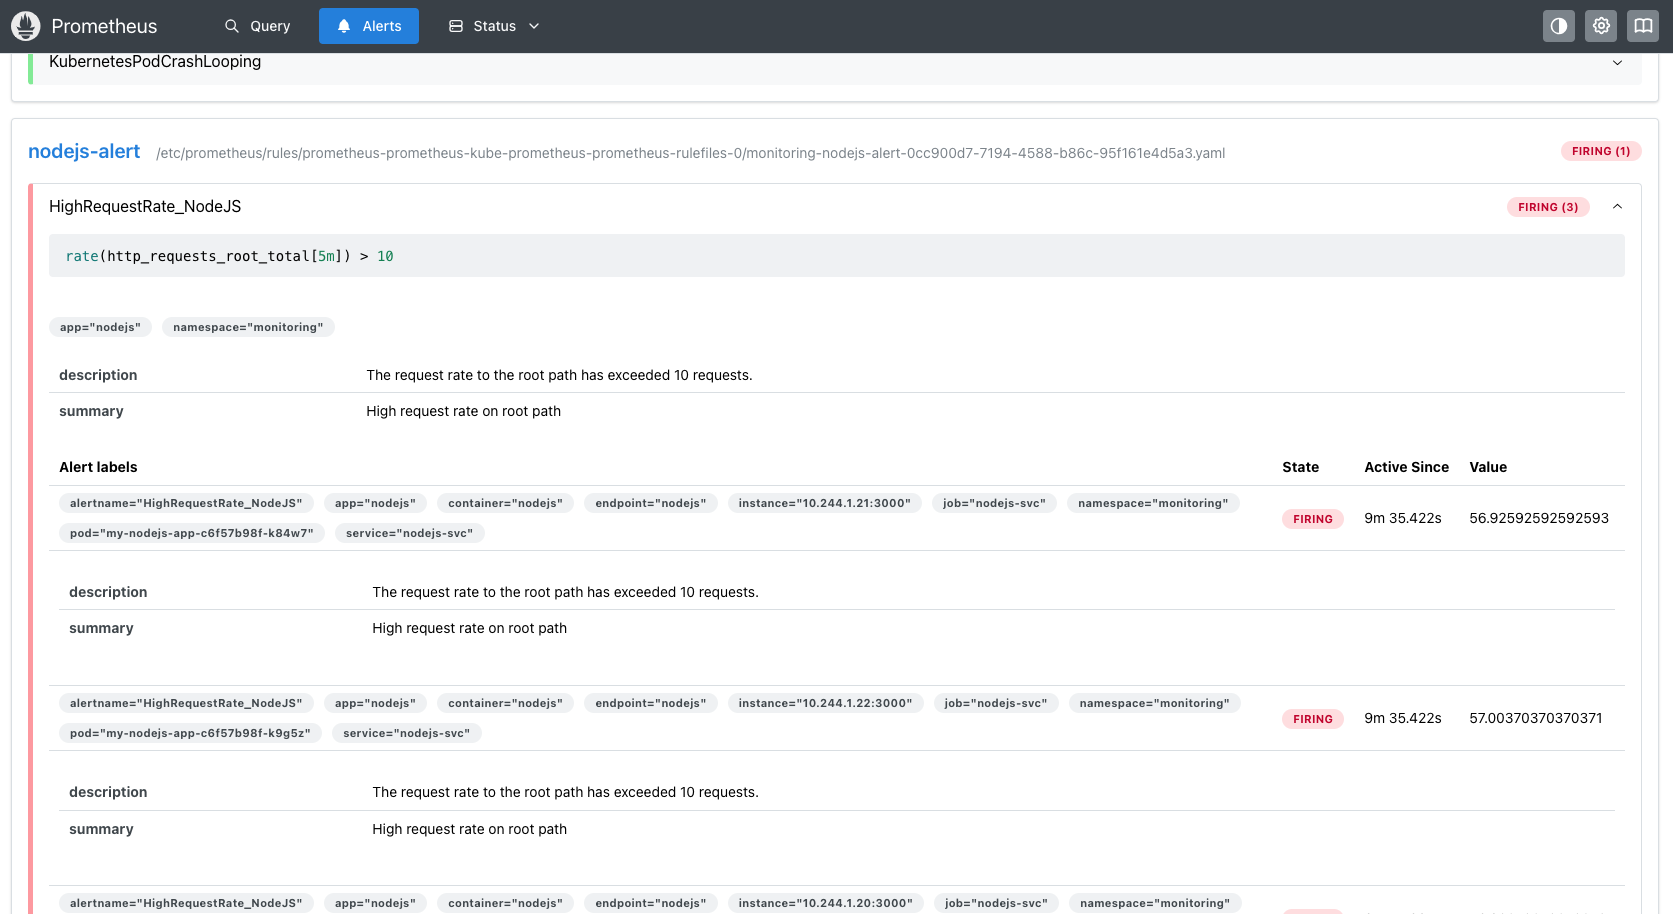 Prometheus Query Alerts Status
KubernetesPodCrashLooping
nodejs-alert /etc/prometheus/rules/prometheus-prometheus-kube-prometheus-prometheus-rulefiles-0/monitoring-nodejs-alert-0cc900d7-7194-4588-b86c-95f161e4d5a3.yaml FIRING (1)
HighRequestRate_NodeJS FIRING (3)
rate(http_requests_root_total[5m]) > 10
app="nodejs" namespace="monitoring"
description The request rate to the root path has exceeded 10 requests.
summary High request rate on root path
Alert labels State Active Since Value
alertname="HighRequestRate_NodeJS" app="nodejs" container="nodejs" endpoint="nodejs" instance="10.244.1.21:3000" job="nodejs-svc" namespace="monitoring"
pod="my-nodejs-app-c6f57b98f-k84w7" service="nodejs-svc" FIRING 9m 35.422s 56.92592592592593
description The request rate to the root path has exceeded 10 requests.
summary High request rate on root path
alertname="HighRequestRate_NodeJS" app="nodejs" container="nodejs" endpoint="nodejs" instance="10.244.1.22:3000" job="nodejs-svc" namespace="monitoring"
pod="my-nodejs-app-c6f57b98f-k9g5z" service="nodejs-svc" FIRING 9m 35.422s 57.00370370370371
description The request rate to the root path has exceeded 10 requests.
summary High request rate on root path
alertname="HighRequestRate_NodeJS" app="nodejs" container="nodejs" endpoint="nodejs" instance="10.244.1.20:3000" job="nodejs-svc" namespace="monitoring"